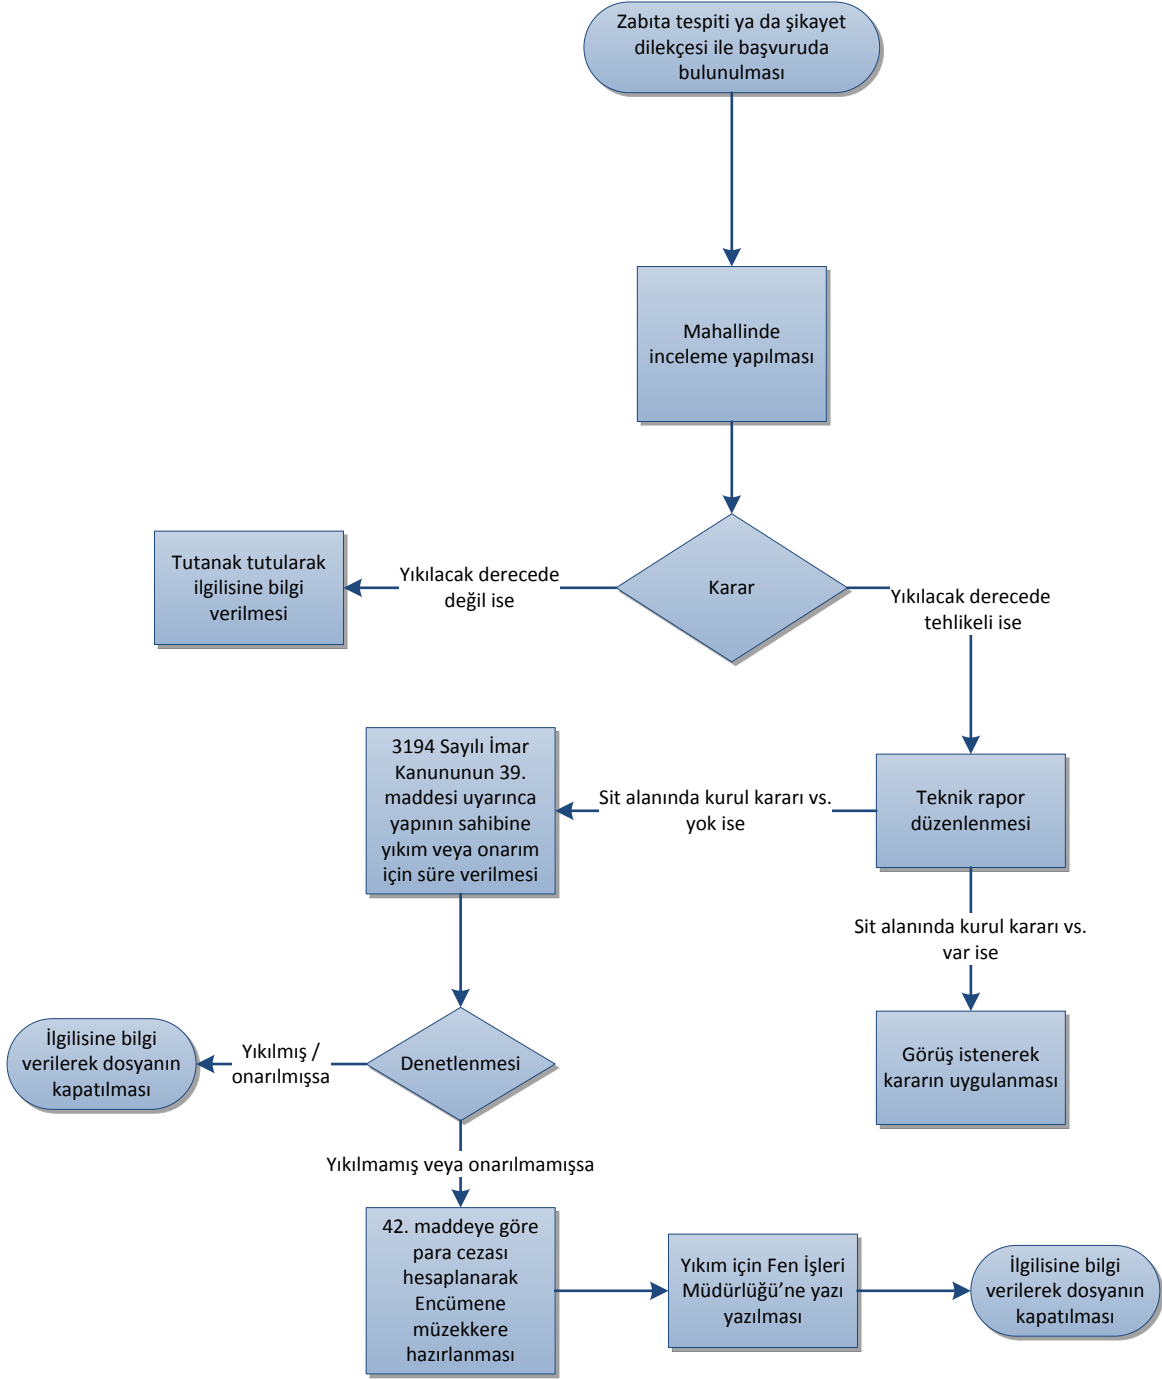 Zabıta tespiti ya da şikayet
dilekçesi ile başvuruda
bulunulması
Mahallinde
inceleme yapılması
Karar
Yıkılacak derecede
değil ise
Tutanak tutularak
ilgilisine bilgi
verilmesi
Yıkılacak derecede
tehlikeli ise
Teknik rapor
düzenlenmesi
Sit alanında kurul kararı vs.
yok ise
3194 Sayılı İmar
Kanununun 39.
maddesi uyarınca
yapının sahibine
yıkım veya onarım
için süre verilmesi
Sit alanında kurul kararı vs.
var ise
Görüş istenerek
kararın uygulanması
Denetlenmesi
Yıkılmış /
onarılmışsa
İlgilisine bilgi
verilerek dosyanın
kapatılması
Yıkılmamış veya onarılmamışsa
42. maddeye göre
para cezası
hesaplanarak
Encümene
müzekkere
hazırlanması
Yıkım için Fen İşleri
Müdürlüğü’ne yazı
yazılması
İlgilisine bilgi
verilerek dosyanın
kapatılması